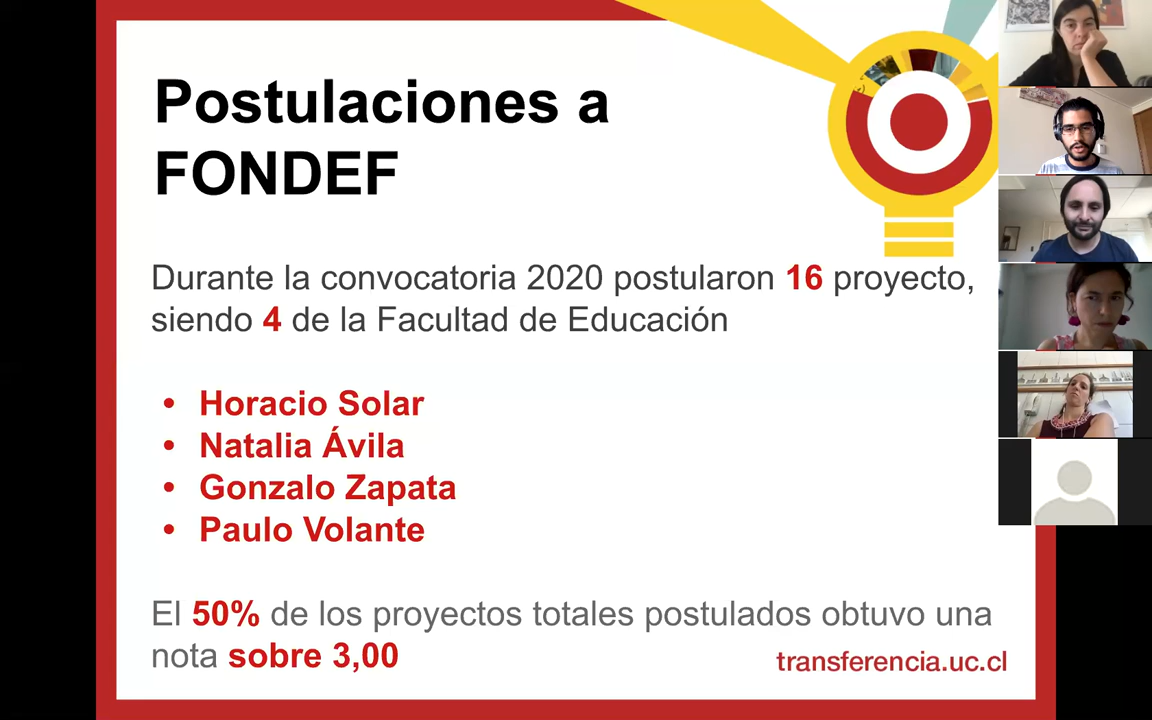 Postulaciones a
FONDEF
Durante la convocatoria 2020 postularon 16 proyecto,
siendo 4 de la Facultad de Educación
• Horacio Solar
• Natalia Ávila
• Gonzalo Zapata
• Paulo Volante
El 50% de los proyectos totales postulados obtuvo una
nota sobre 3,00
transferencia.uc.cl